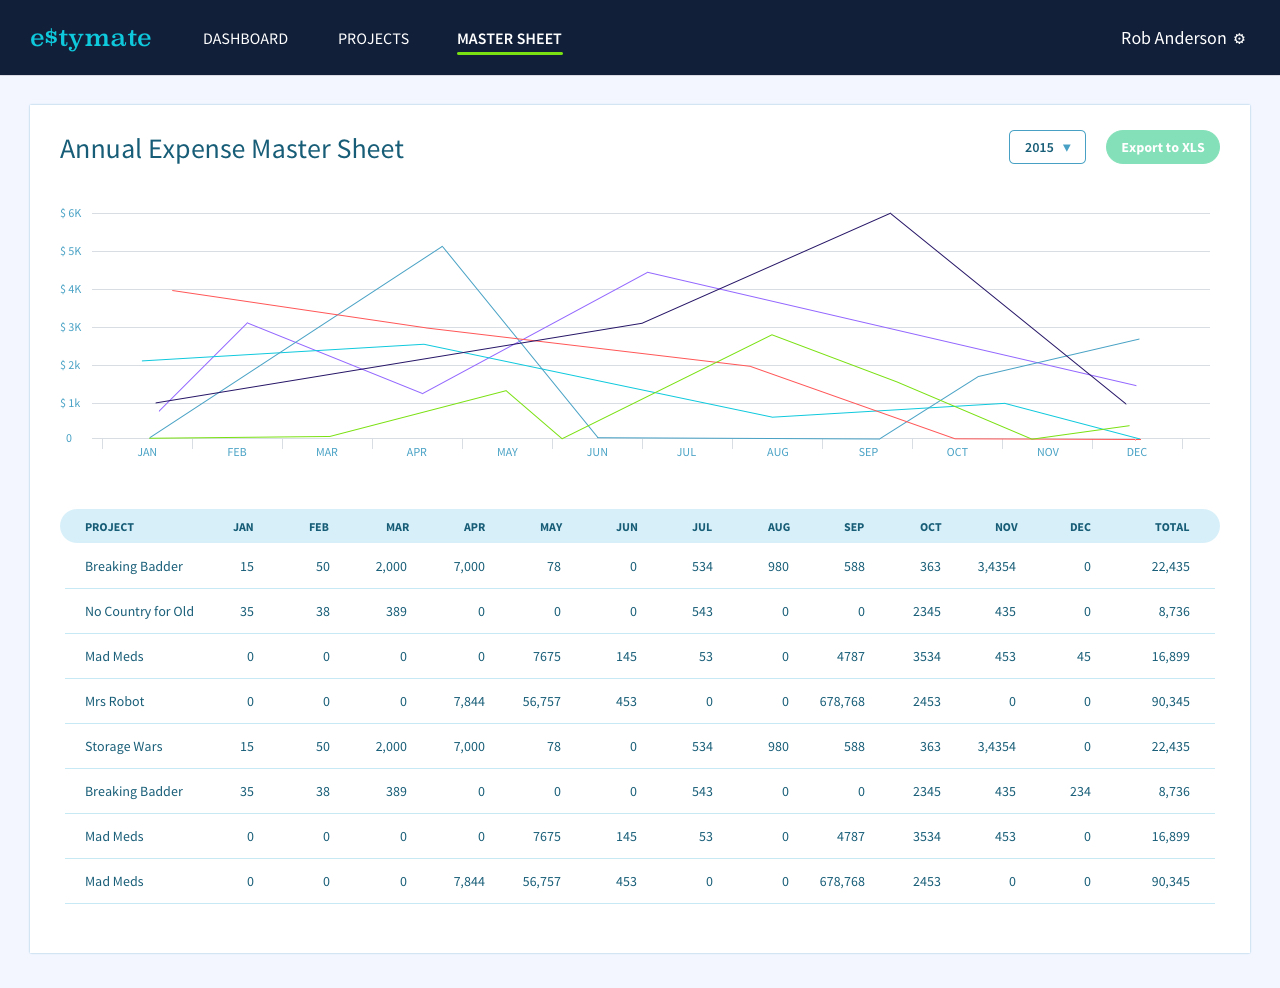 e$tymate DASHBOARD PROJECTS MASTER SHEET Rob Anderson
Annual Expense Master Sheet 2015 Export to XLS
$ 6K
$ 5K
$ 4K
$ 3K
$ 2k
$ 1k
0
JAN FEB MAR APR MAY JUN JUL AUG SEP OCT NOV DEC
PROJECT JAN FEB MAR APR MAY JUN JUL AUG SEP OCT NOV DEC TOTAL
Breaking Badder 15 50 2,000 7,000 78 0 534 980 588 363 3,4354 0 22,435
No Country for Old 35 38 389 0 0 0 543 0 0 2345 435 0 8,736
Mad Meds 0 0 0 0 7675 145 53 0 4787 3534 453 45 16,899
Mrs Robot 0 0 0 7,844 56,757 453 0 0 678,768 2453 0 0 90,345
Storage Wars 15 50 2,000 7,000 78 0 534 980 588 363 3,4354 0 22,435
Breaking Badder 35 38 389 0 0 0 543 0 0 2345 435 234 8,736
Mad Meds 0 0 0 0 7675 145 53 0 4787 3534 453 0 16,899
Mad Meds 0 0 0 7,844 56,757 453 0 0 678,768 2453 0 0 90,345